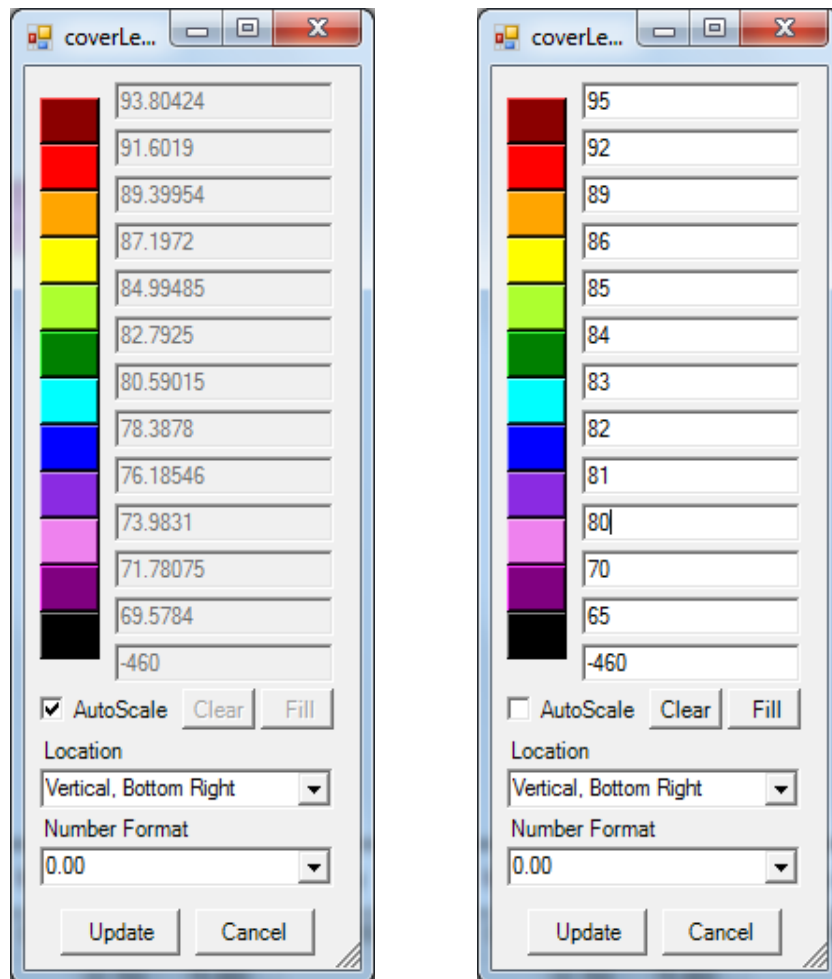 coverLe...
93.80424
91.6019
89.39954
87.1972
84.99485
82.7925
80.59015
78.3878
76.18546
73.9831
71.78075
69.5784
-460
AutoScale Clear Fill
Location
Vertical, Bottom Right
Number Format
0.00
Update Cancel
coverLe...
95
92
89
86
85
84
83
82
81
80
70
65
-460
AutoScale Clear Fill
Location
Vertical, Bottom Right
Number Format
0.00
Update Cancel